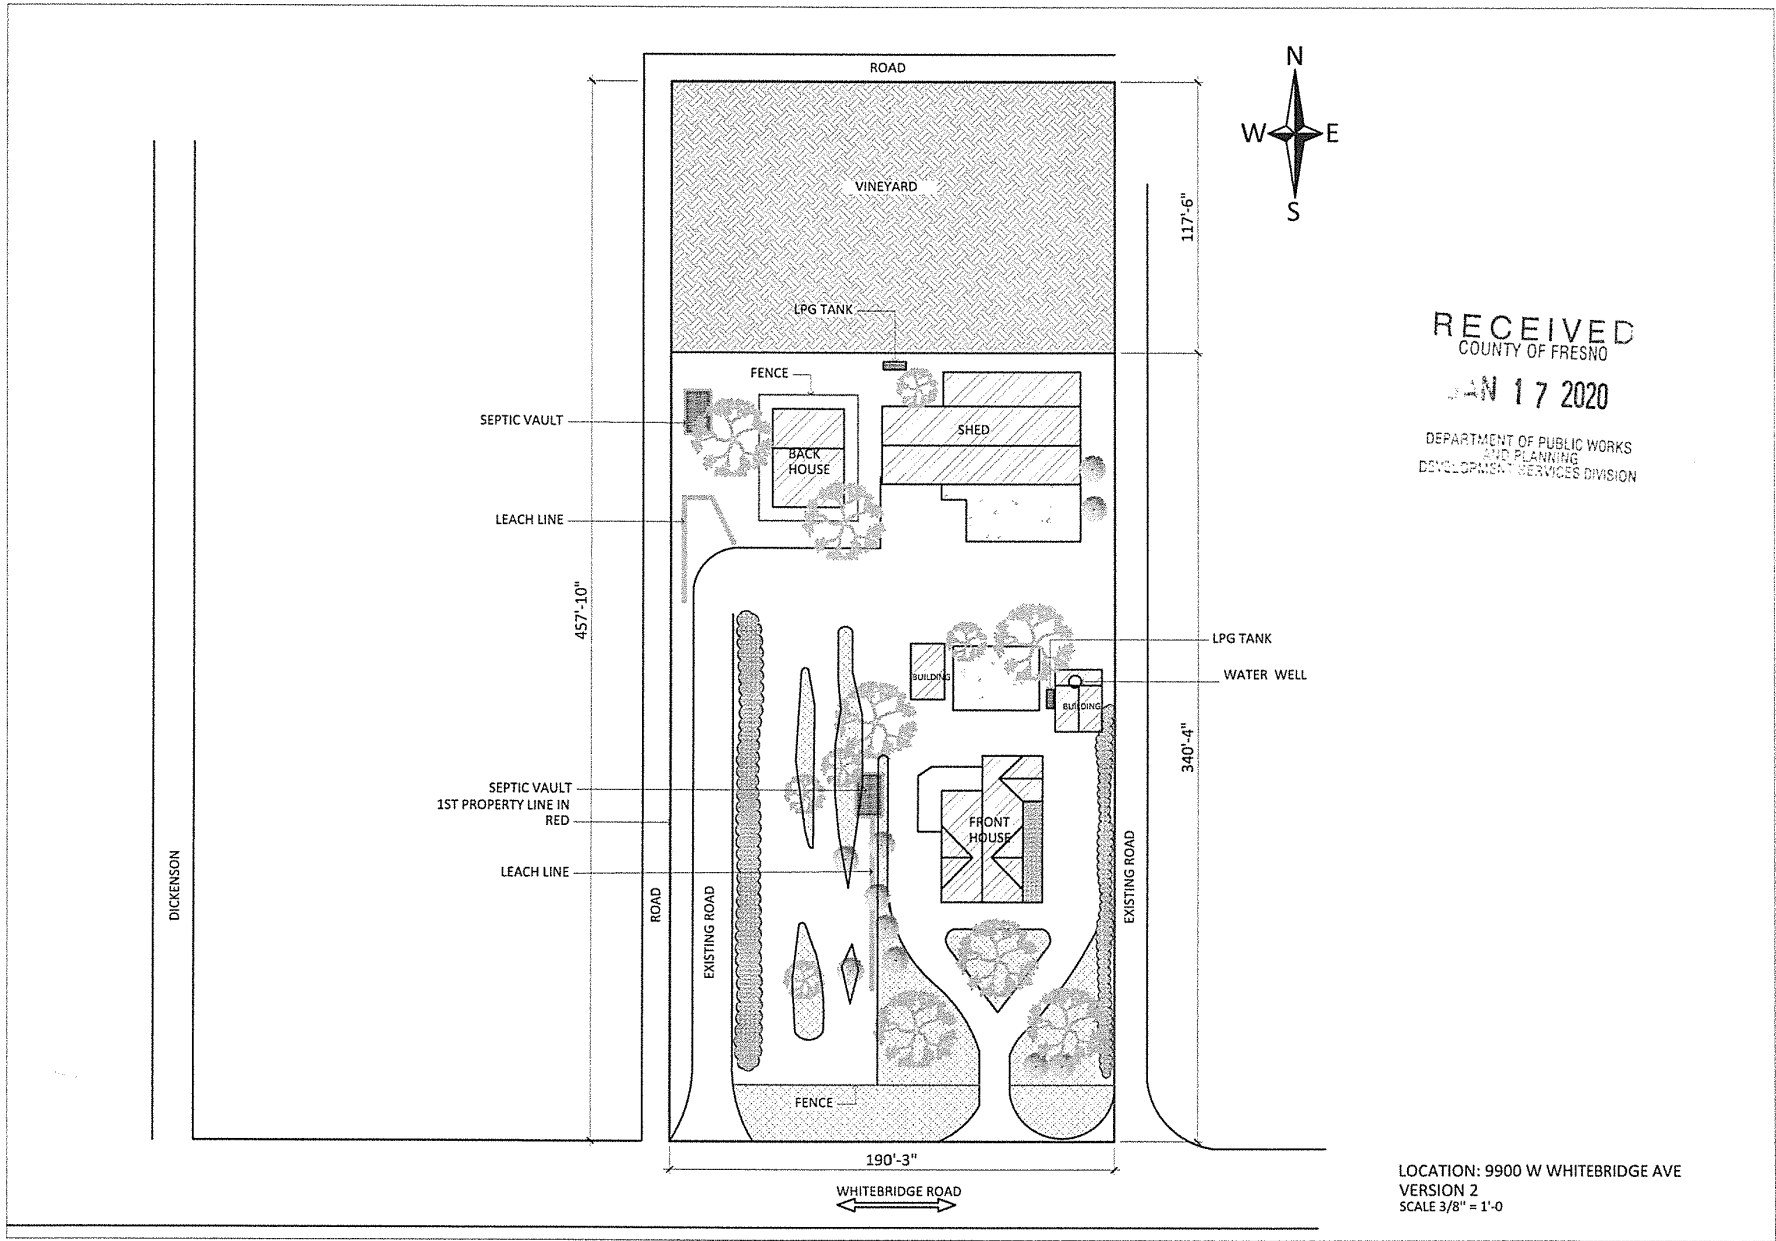 ROAD
N
W E
S
VINEYARD
117'-6"
LPG TANK
RECEIVED
COUNTY OF FRESNO
JAN 17 2020
DEPARTMENT OF PUBLIC WORKS
AND PLANNING
DEVELOPMENT SERVICES DIVISION
FENCE
SEPTIC VAULT
SHED
BACK
HOUSE
LEACH LINE
457'-10"
LPG TANK
WATER WELL
BUILDING
BUILDING
340'-4"
SEPTIC VAULT
1ST PROPERTY LINE IN
RED
FRONT
HOUSE
LEACH LINE
DICKENSON
ROAD
EXISTING ROAD
EXISTING ROAD
FENCE
190'-3"
WHITEBRIDGE ROAD
LOCATION: 9900 W WHITEBRIDGE AVE
VERSION 2
SCALE 3/8" = 1'-0